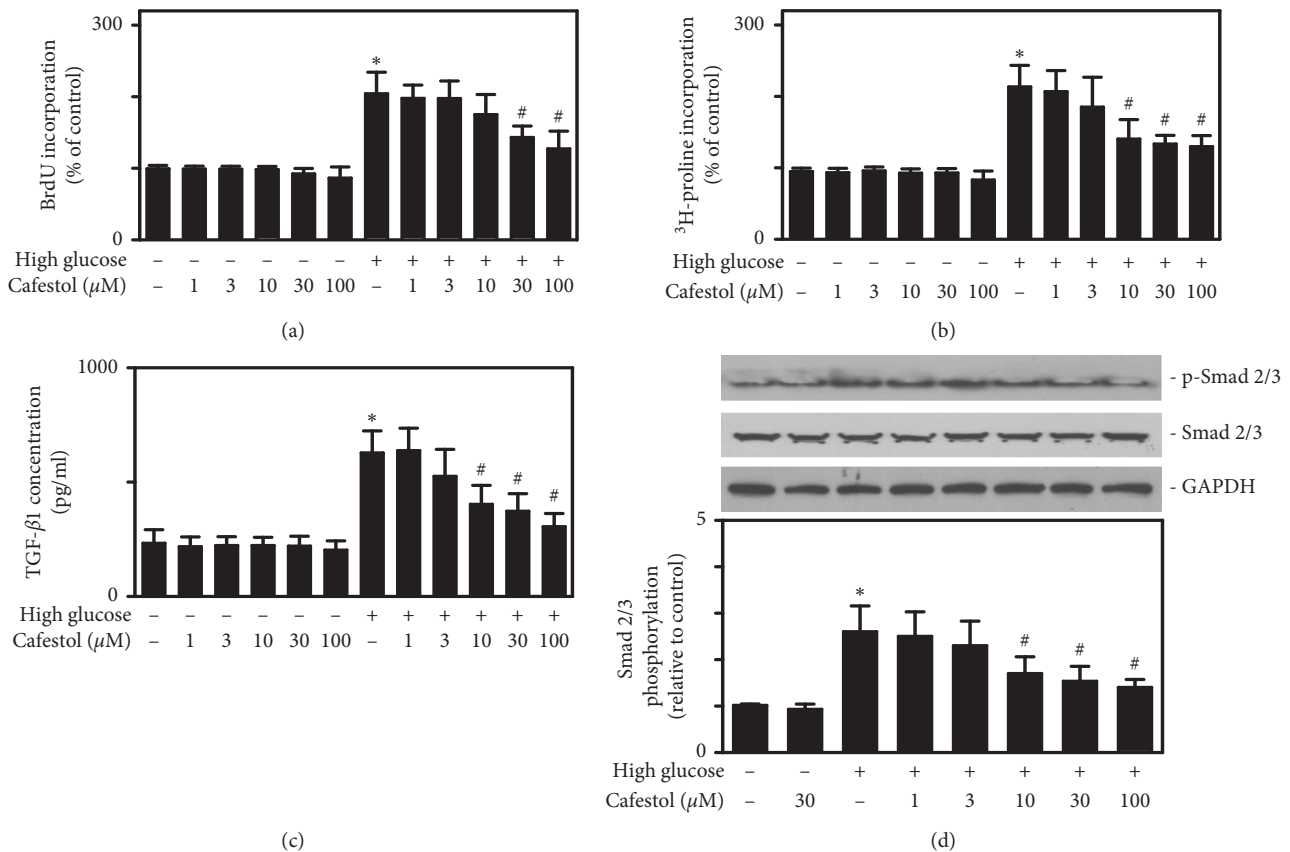 300
BrdU incorporation
(% of control)
0
* # #
High glucose – – – – – – + + + + + +
Cafestol (μM) – 1 3 10 30 100 – 1 3 10 30 100
(a)
300
³H-proline incorporation
(% of control)
0
* # # #
High glucose – – – – – – + + + + + +
Cafestol (μM) – 1 3 10 30 100 – 1 3 10 30 100
(b)
1000
TGF-β1 concentration
(pg/ml)
0
* # # #
High glucose – – – – – – + + + + + +
Cafestol (μM) – 1 3 10 30 100 – 1 3 10 30 100
(c)
- p-Smad 2/3
- Smad 2/3
- GAPDH
5
Smad 2/3
phosphorylation
(relative to control)
0
* # # #
High glucose – – + + + + + +
Cafestol (μM) – 30 – 1 3 10 30 100
(d)